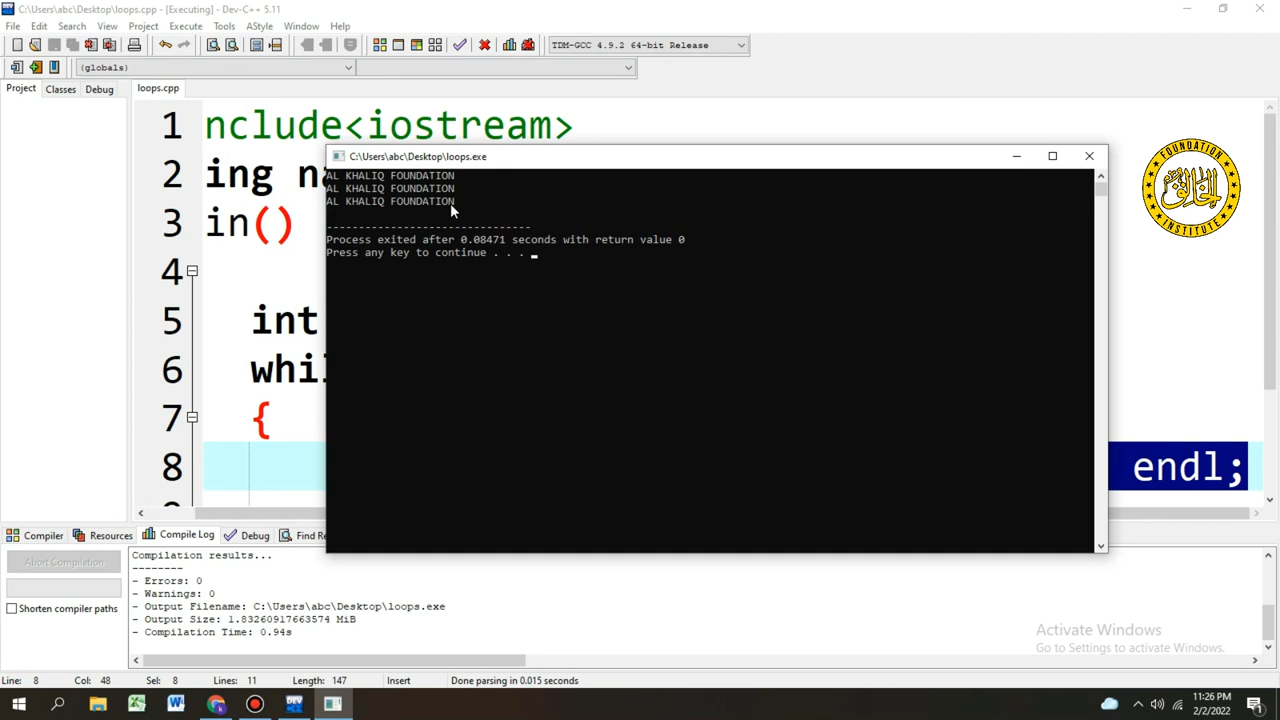 C:\Users\abc\Desktop\loops.cpp - [Executing] - Dev-C++ 5.11
File Edit Search View Project Execute Tools AStyle Window Help
TDM-GCC 4.9.2 64-bit Release
(globals)
Project Classes Debug
loops.cpp
1 nclude<iostream>
2 ing n
3 in()
4
5 int
6 whil
7 {
8 endl;
C:\Users\abc\Desktop\loops.exe
AL KHALIQ FOUNDATION
AL KHALIQ FOUNDATION
AL KHALIQ FOUNDATION
--------------------------------
Process exited after 0.08471 seconds with return value 0
Press any key to continue . . .
FOUNDATION
INSTITUTE
Compiler Resources Compile Log Debug Find Re
Abort Compilation
Shorten compiler paths
Compilation results...
--------
- Errors: 0
- Warnings: 0
- Output Filename: C:\Users\abc\Desktop\loops.exe
- Output Size: 1.83260917663574 MiB
- Compilation Time: 0.94s
Activate Windows
Go to Settings to activate Windows.
Line: 8 Col: 48 Sel: 8 Lines: 11 Length: 147 Insert Done parsing in 0.015 seconds
11:26 PM
2/2/2022